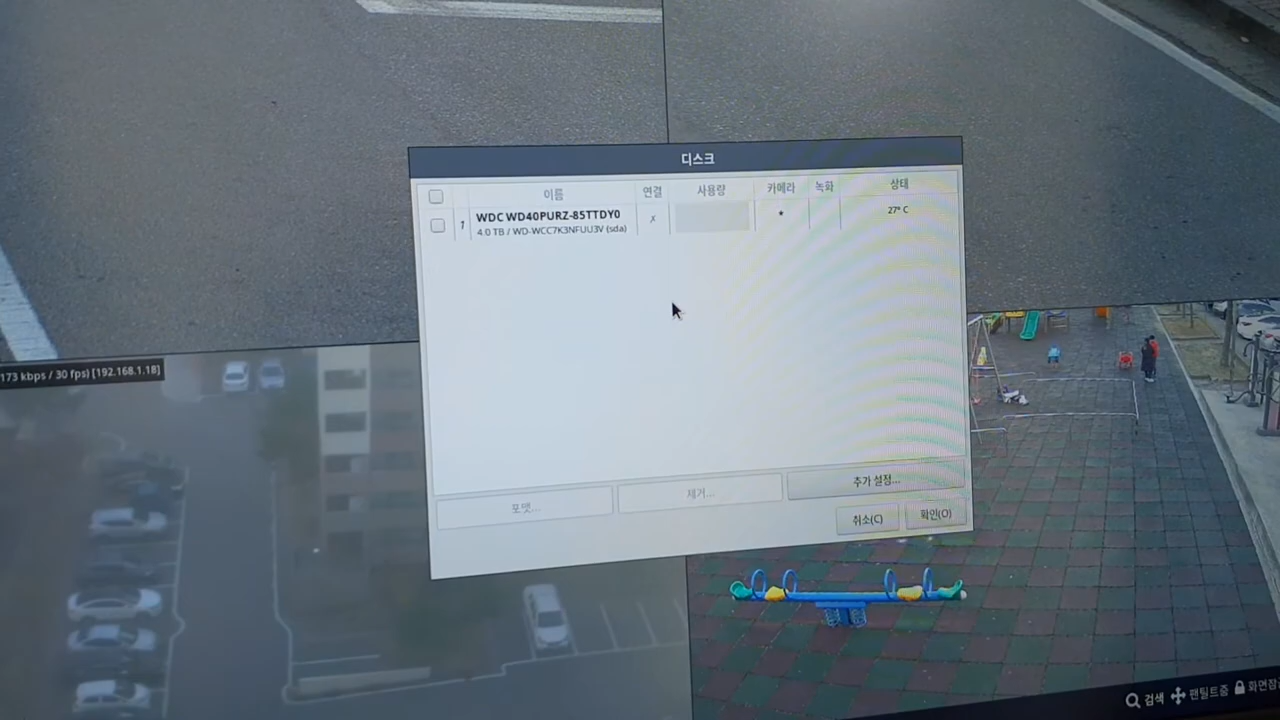 디스크
이름 연결 사용량 카메라 녹화 상태
1 WDC WD40PURZ-85TTDY0 ✗ * 27° C
4.0 TB / WD-WCC7K3NFUU3V (sda)
173 kbps / 30 fps) [192.168.1.18]
포맷... 제거... 추가 설정...
취소(C) 확인(O)
검색 팬틸트줌 화면잠금